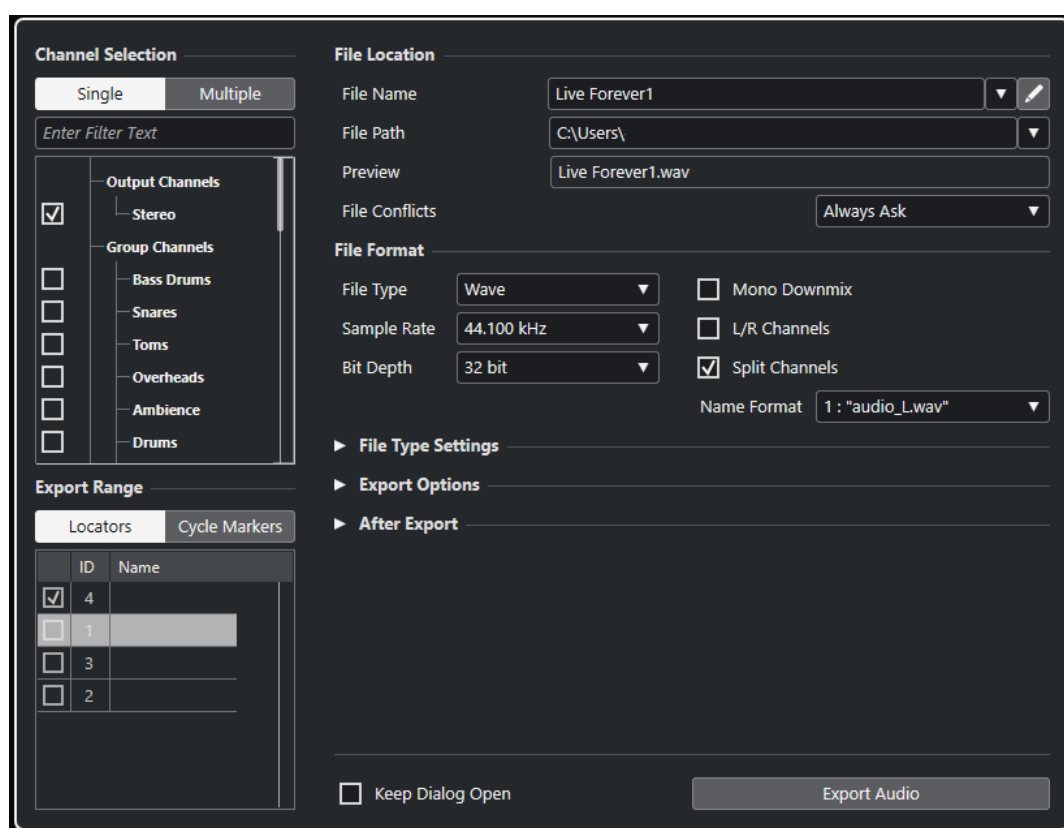 Channel Selection
Single Multiple
Enter Filter Text
Output Channels
Stereo
Group Channels
Bass Drums
Snares
Toms
Overheads
Ambience
Drums
Export Range
Locators Cycle Markers
ID Name
4
1
3
2
File Location
File Name Live Forever1
File Path C:\Users\
Preview Live Forever1.wav
File Conflicts Always Ask
File Format
File Type Wave Mono Downmix
Sample Rate 44.100 kHz L/R Channels
Bit Depth 32 bit Split Channels
Name Format 1 : "audio_L.wav"
File Type Settings
Export Options
After Export
Keep Dialog Open Export Audio